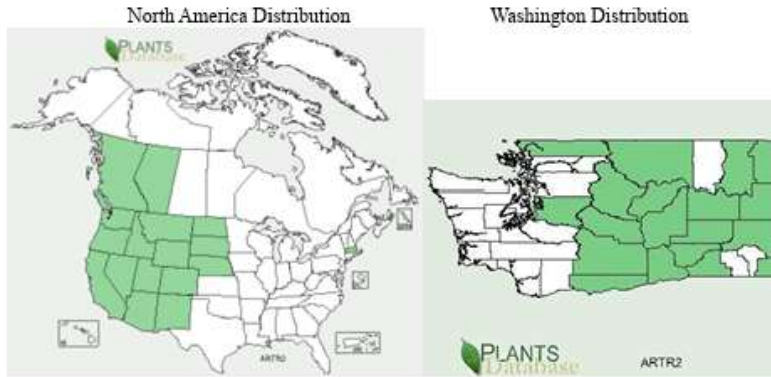 North America Distribution
Washington Distribution
PLANTS
Database
ARTR2
PLANTS
Database
ARTR2